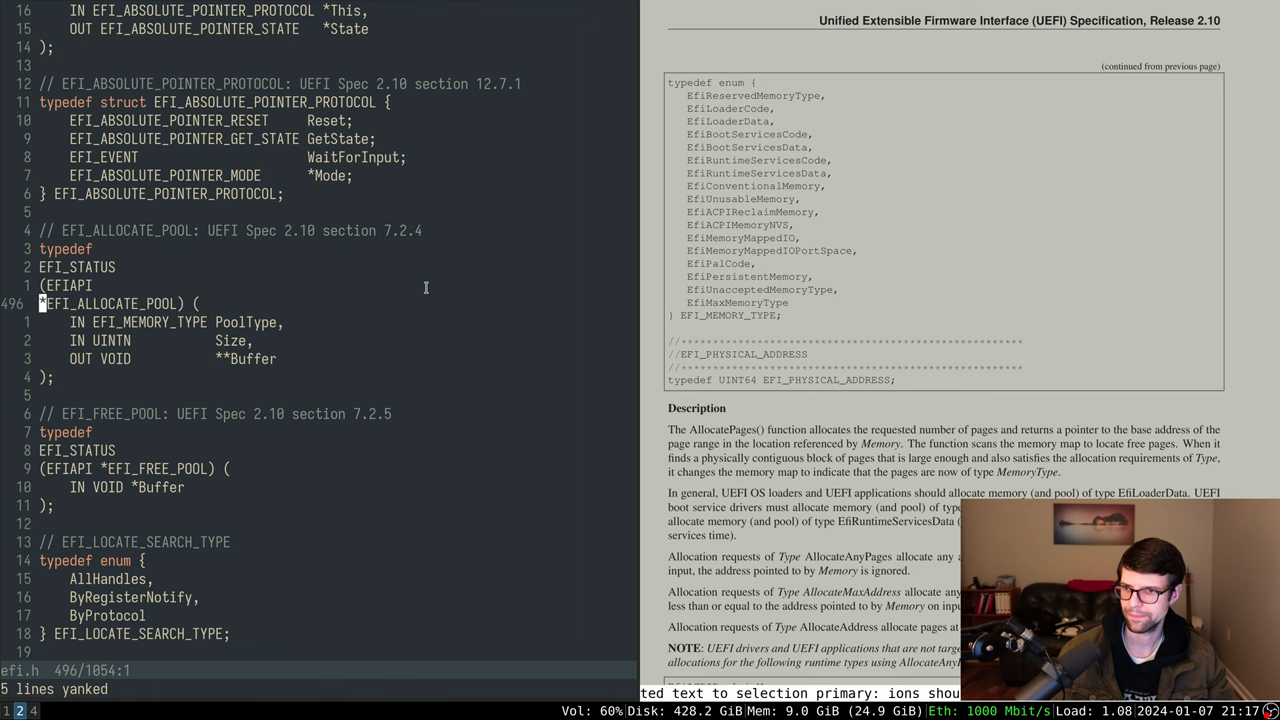 16     IN EFI_ABSOLUTE_POINTER_PROTOCOL *This,
15     OUT EFI_ABSOLUTE_POINTER_STATE   *State
14 );
13
12 // EFI_ABSOLUTE_POINTER_PROTOCOL: UEFI Spec 2.10 section 12.7.1
11 typedef struct EFI_ABSOLUTE_POINTER_PROTOCOL {
10     EFI_ABSOLUTE_POINTER_RESET     Reset;
9     EFI_ABSOLUTE_POINTER_GET_STATE GetState;
8     EFI_EVENT                      WaitForInput;
7     EFI_ABSOLUTE_POINTER_MODE      *Mode;
6 } EFI_ABSOLUTE_POINTER_PROTOCOL;
5
4 // EFI_ALLOCATE_POOL: UEFI Spec 2.10 section 7.2.4
3 typedef
2 EFI_STATUS
1 (EFIAPI
496 *EFI_ALLOCATE_POOL) (
1     IN EFI_MEMORY_TYPE PoolType,
2     IN UINTN           Size,
3     OUT VOID           **Buffer
4 );
5
6 // EFI_FREE_POOL: UEFI Spec 2.10 section 7.2.5
7 typedef
8 EFI_STATUS
9 (EFIAPI *EFI_FREE_POOL) (
10     IN VOID *Buffer
11 );
12
13 // EFI_LOCATE_SEARCH_TYPE
14 typedef enum {
15     AllHandles,
16     ByRegisterNotify,
17     ByProtocol
18 } EFI_LOCATE_SEARCH_TYPE;
19
efi.h  496/1054:1
5 lines yanked
Unified Extensible Firmware Interface (UEFI) Specification, Release 2.10
(continued from previous page)
typedef enum {
EfiReservedMemoryType,
EfiLoaderCode,
EfiLoaderData,
EfiBootServicesCode,
EfiBootServicesData,
EfiRuntimeServicesCode,
EfiRuntimeServicesData,
EfiConventionalMemory,
EfiUnusableMemory,
EfiACPIReclaimMemory,
EfiACPIMemoryNVS,
EfiMemoryMappedIO,
EfiMemoryMappedIOPortSpace,
EfiPalCode,
EfiPersistentMemory,
EfiUnacceptedMemoryType,
EfiMaxMemoryType
} EFI_MEMORY_TYPE;
//******************************************************
//EFI_PHYSICAL_ADDRESS
//******************************************************
typedef UINT64 EFI_PHYSICAL_ADDRESS;
Description
The AllocatePages() function allocates the requested number of pages and returns a pointer to the base address of the
page range in the location referenced by Memory. The function scans the memory map to locate free pages. When it
finds a physically contiguous block of pages that is large enough and also satisfies the allocation requirements of Type,
it changes the memory map to indicate that the pages are now of type MemoryType.
In general, UEFI OS loaders and UEFI applications should allocate memory (and pool) of type EfiLoaderData. UEFI
boot service drivers must allocate memory (and pool) of type
allocate memory (and pool) of type EfiRuntimeServicesData (
services time).
Allocation requests of Type AllocateAnyPages allocate any
input, the address pointed to by Memory is ignored.
Allocation requests of Type AllocateMaxAddress allocate any
less than or equal to the address pointed to by Memory on
Allocation requests of Type AllocateAddress allocate pages at
NOTE: UEFI drivers and UEFI applications that are not
allocations for the following runtime types using
ted text to selection primary: ions shou
1 2 4
Vol: 60%|Disk: 428.2 GiB|Mem: 9.0 GiB (24.9 GiB)|Eth: 1000 Mbit/s|Load: 1.08|2024-01-07 21:17